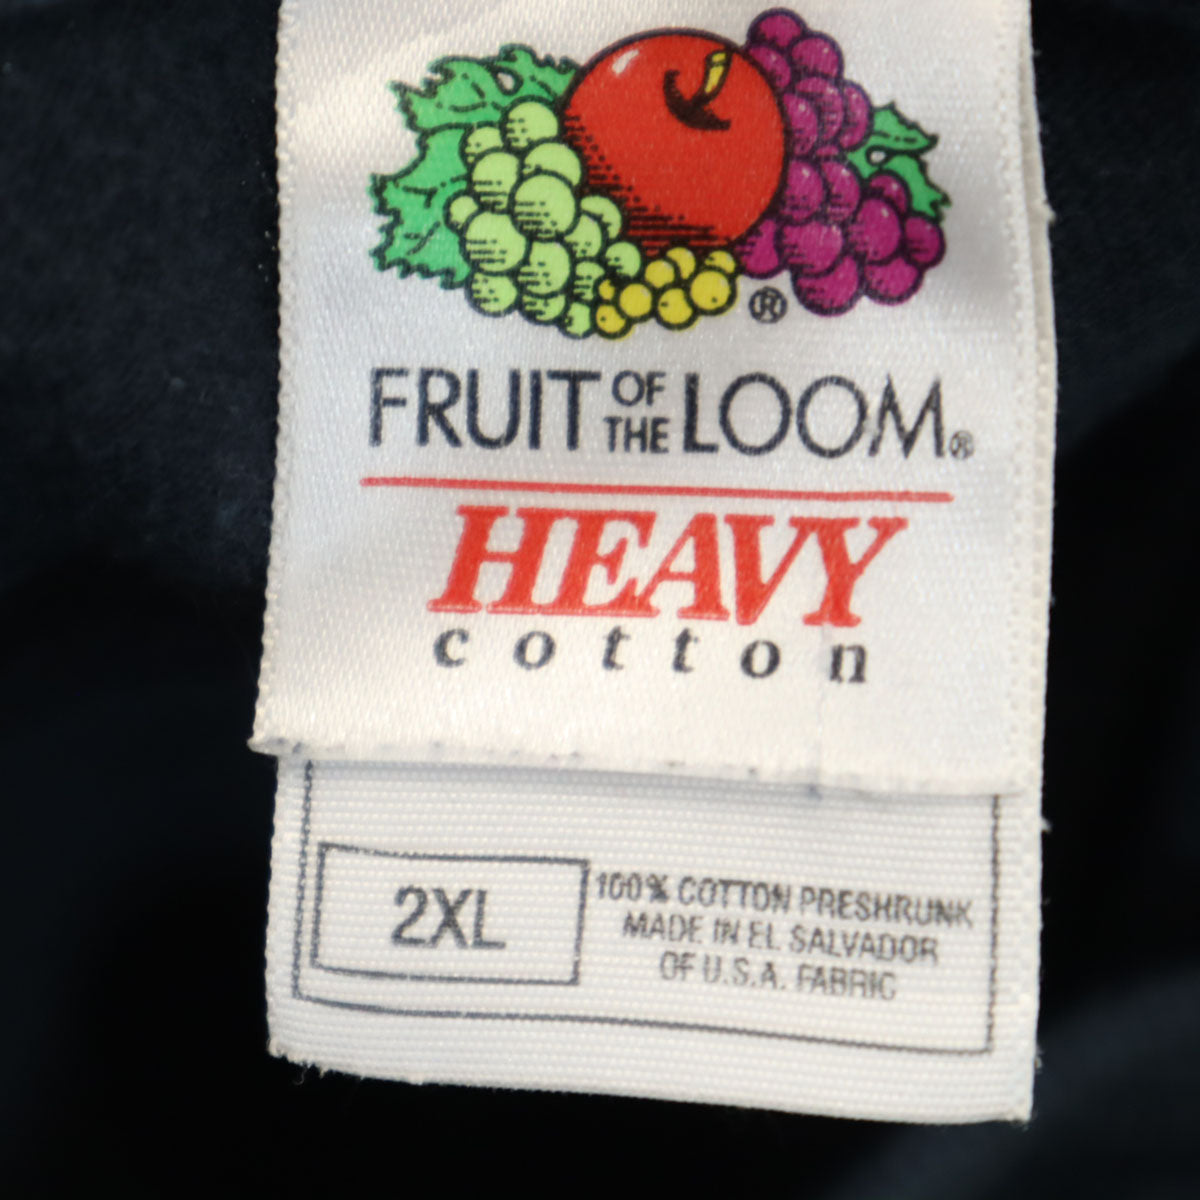 ®
FRUIT OF THE LOOM®
HEAVY
cotton
2XL
100% COTTON PRESHRUNK
MADE IN EL SALVADOR
OF U.S.A. FABRIC